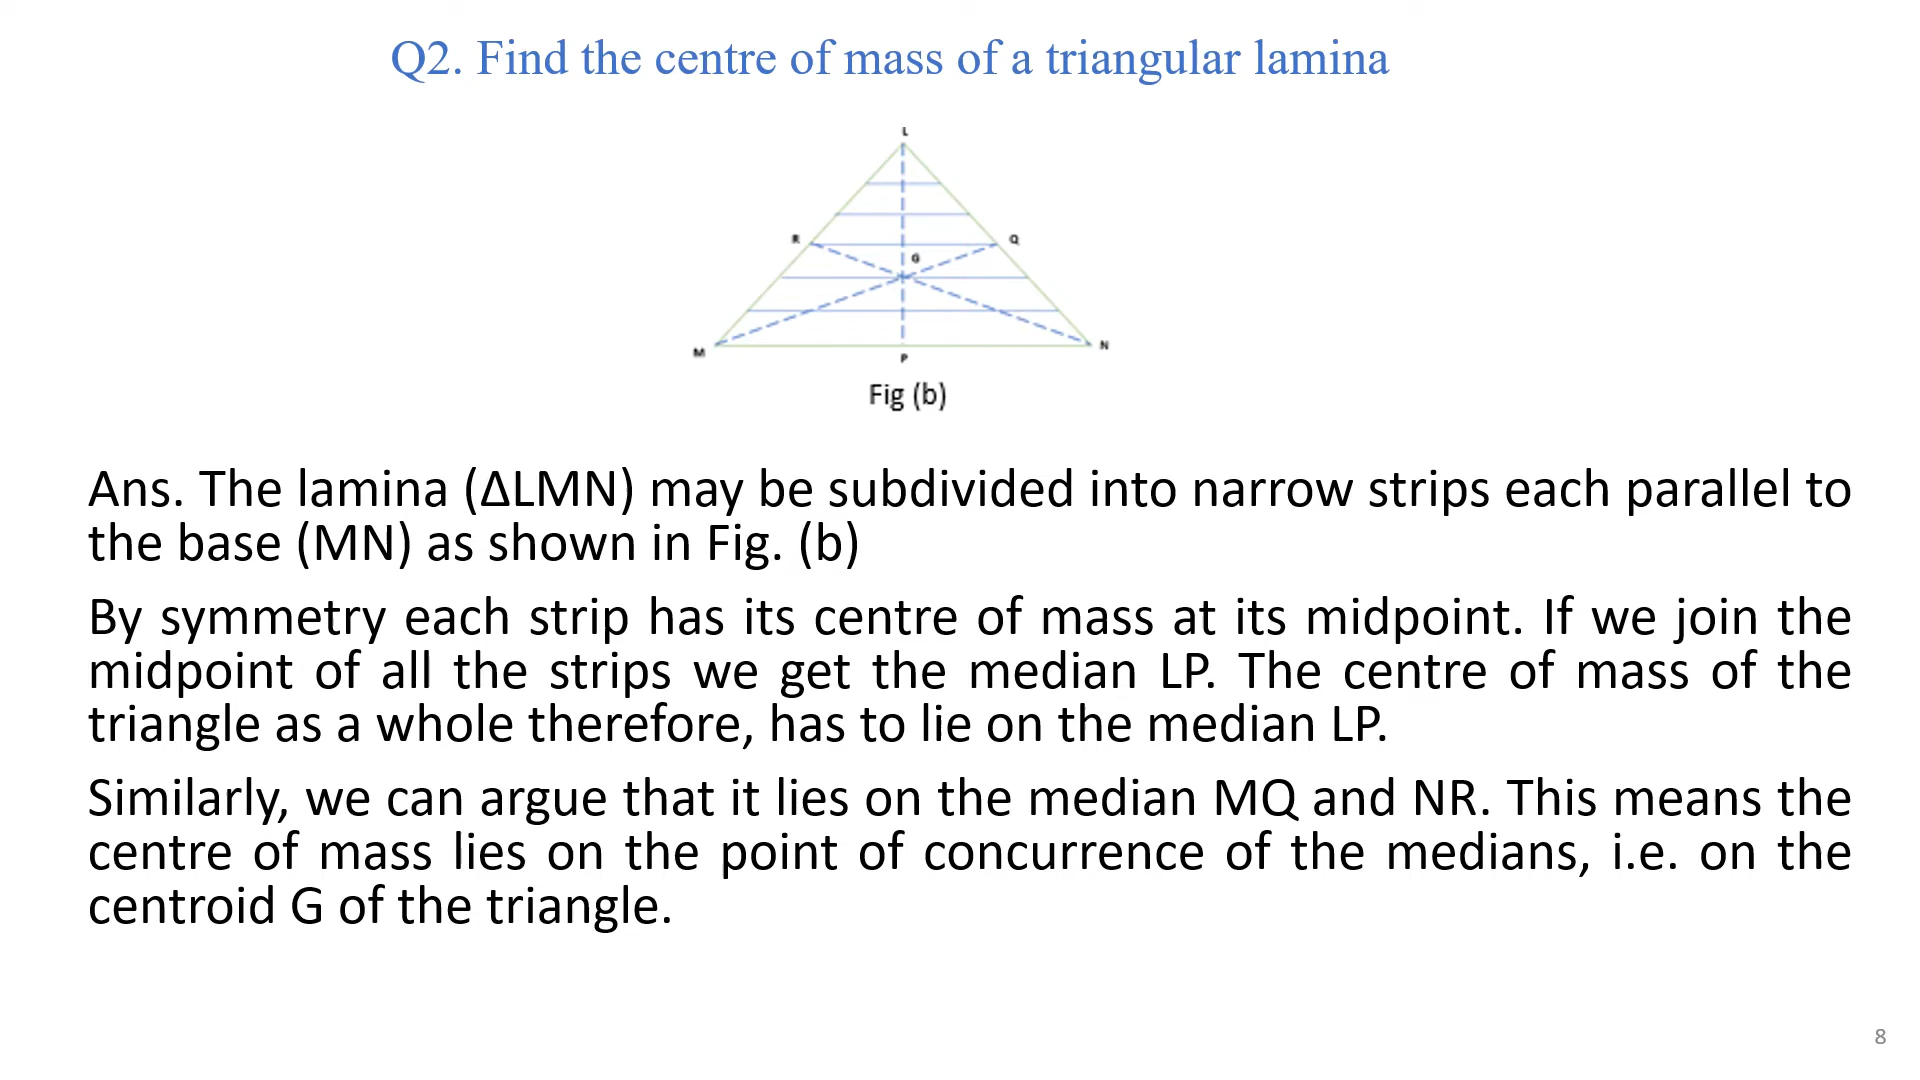 Q2. Find the centre of mass of a triangular lamina
L
R
Q
G
M
P
N
Fig (b)
Ans. The lamina (ΔLMN) may be subdivided into narrow strips each parallel to
the base (MN) as shown in Fig. (b)
By symmetry each strip has its centre of mass at its midpoint. If we join the
midpoint of all the strips we get the median LP. The centre of mass of the
triangle as a whole therefore, has to lie on the median LP.
Similarly, we can argue that it lies on the median MQ and NR. This means the
centre of mass lies on the point of concurrence of the medians, i.e. on the
centroid G of the triangle.
8